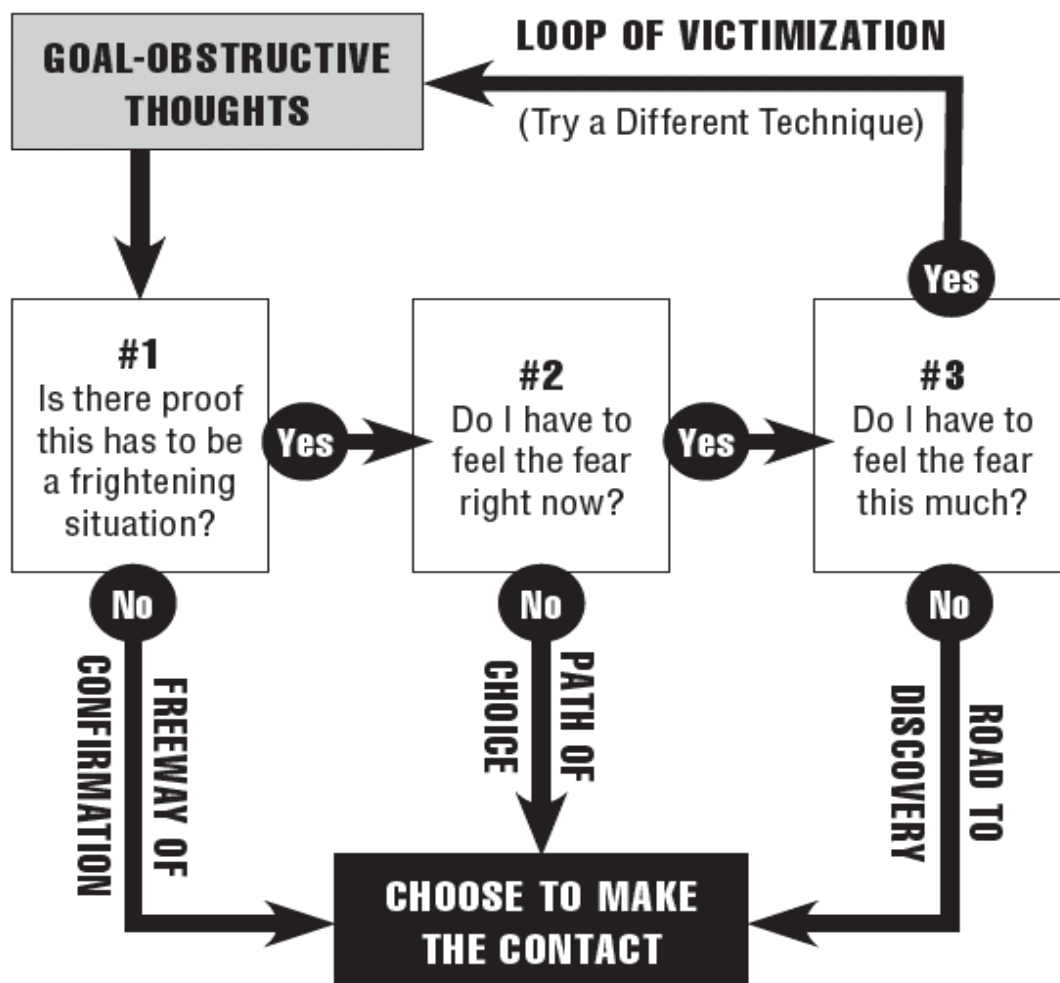 GOAL-OBSTRUCTIVE
THOUGHTS
LOOP OF VICTIMIZATION
(Try a Different Technique)
#1
Is there proof
this has to be
a frightening
situation?
Yes
#2
Do I have to
feel the fear
right now?
Yes
#3
Do I have to
feel the fear
this much?
Yes
No
FREEWAY OF
CONFIRMATION
No
PATH OF
CHOICE
No
ROAD TO
DISCOVERY
CHOOSE TO MAKE
THE CONTACT